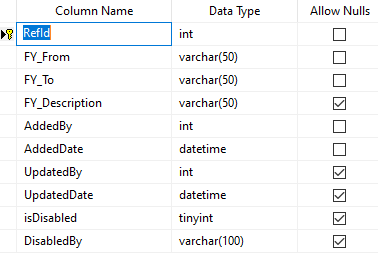 Column Name Data Type Allow Nulls
RefId int
FY_From varchar(50)
FY_To varchar(50)
FY_Description varchar(50)
AddedBy int
AddedDate datetime
UpdatedBy int
UpdatedDate datetime
isDisabled tinyint
DisabledBy varchar(100)